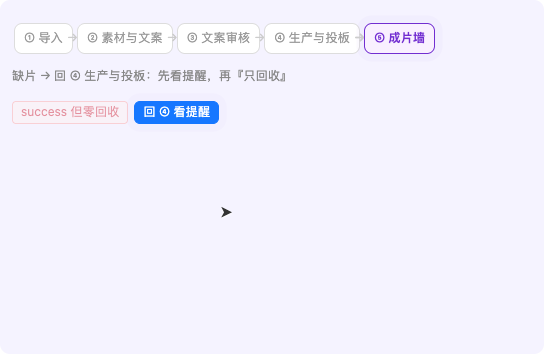 ① 导入 → ② 素材与文案 → ③ 文案审核 → ④ 生产与投板 → ⑤ 成片墙
缺片 → 回 ④ 生产与投板：先看提醒，再『只回收』
success 但零回收 回 ④ 看提醒